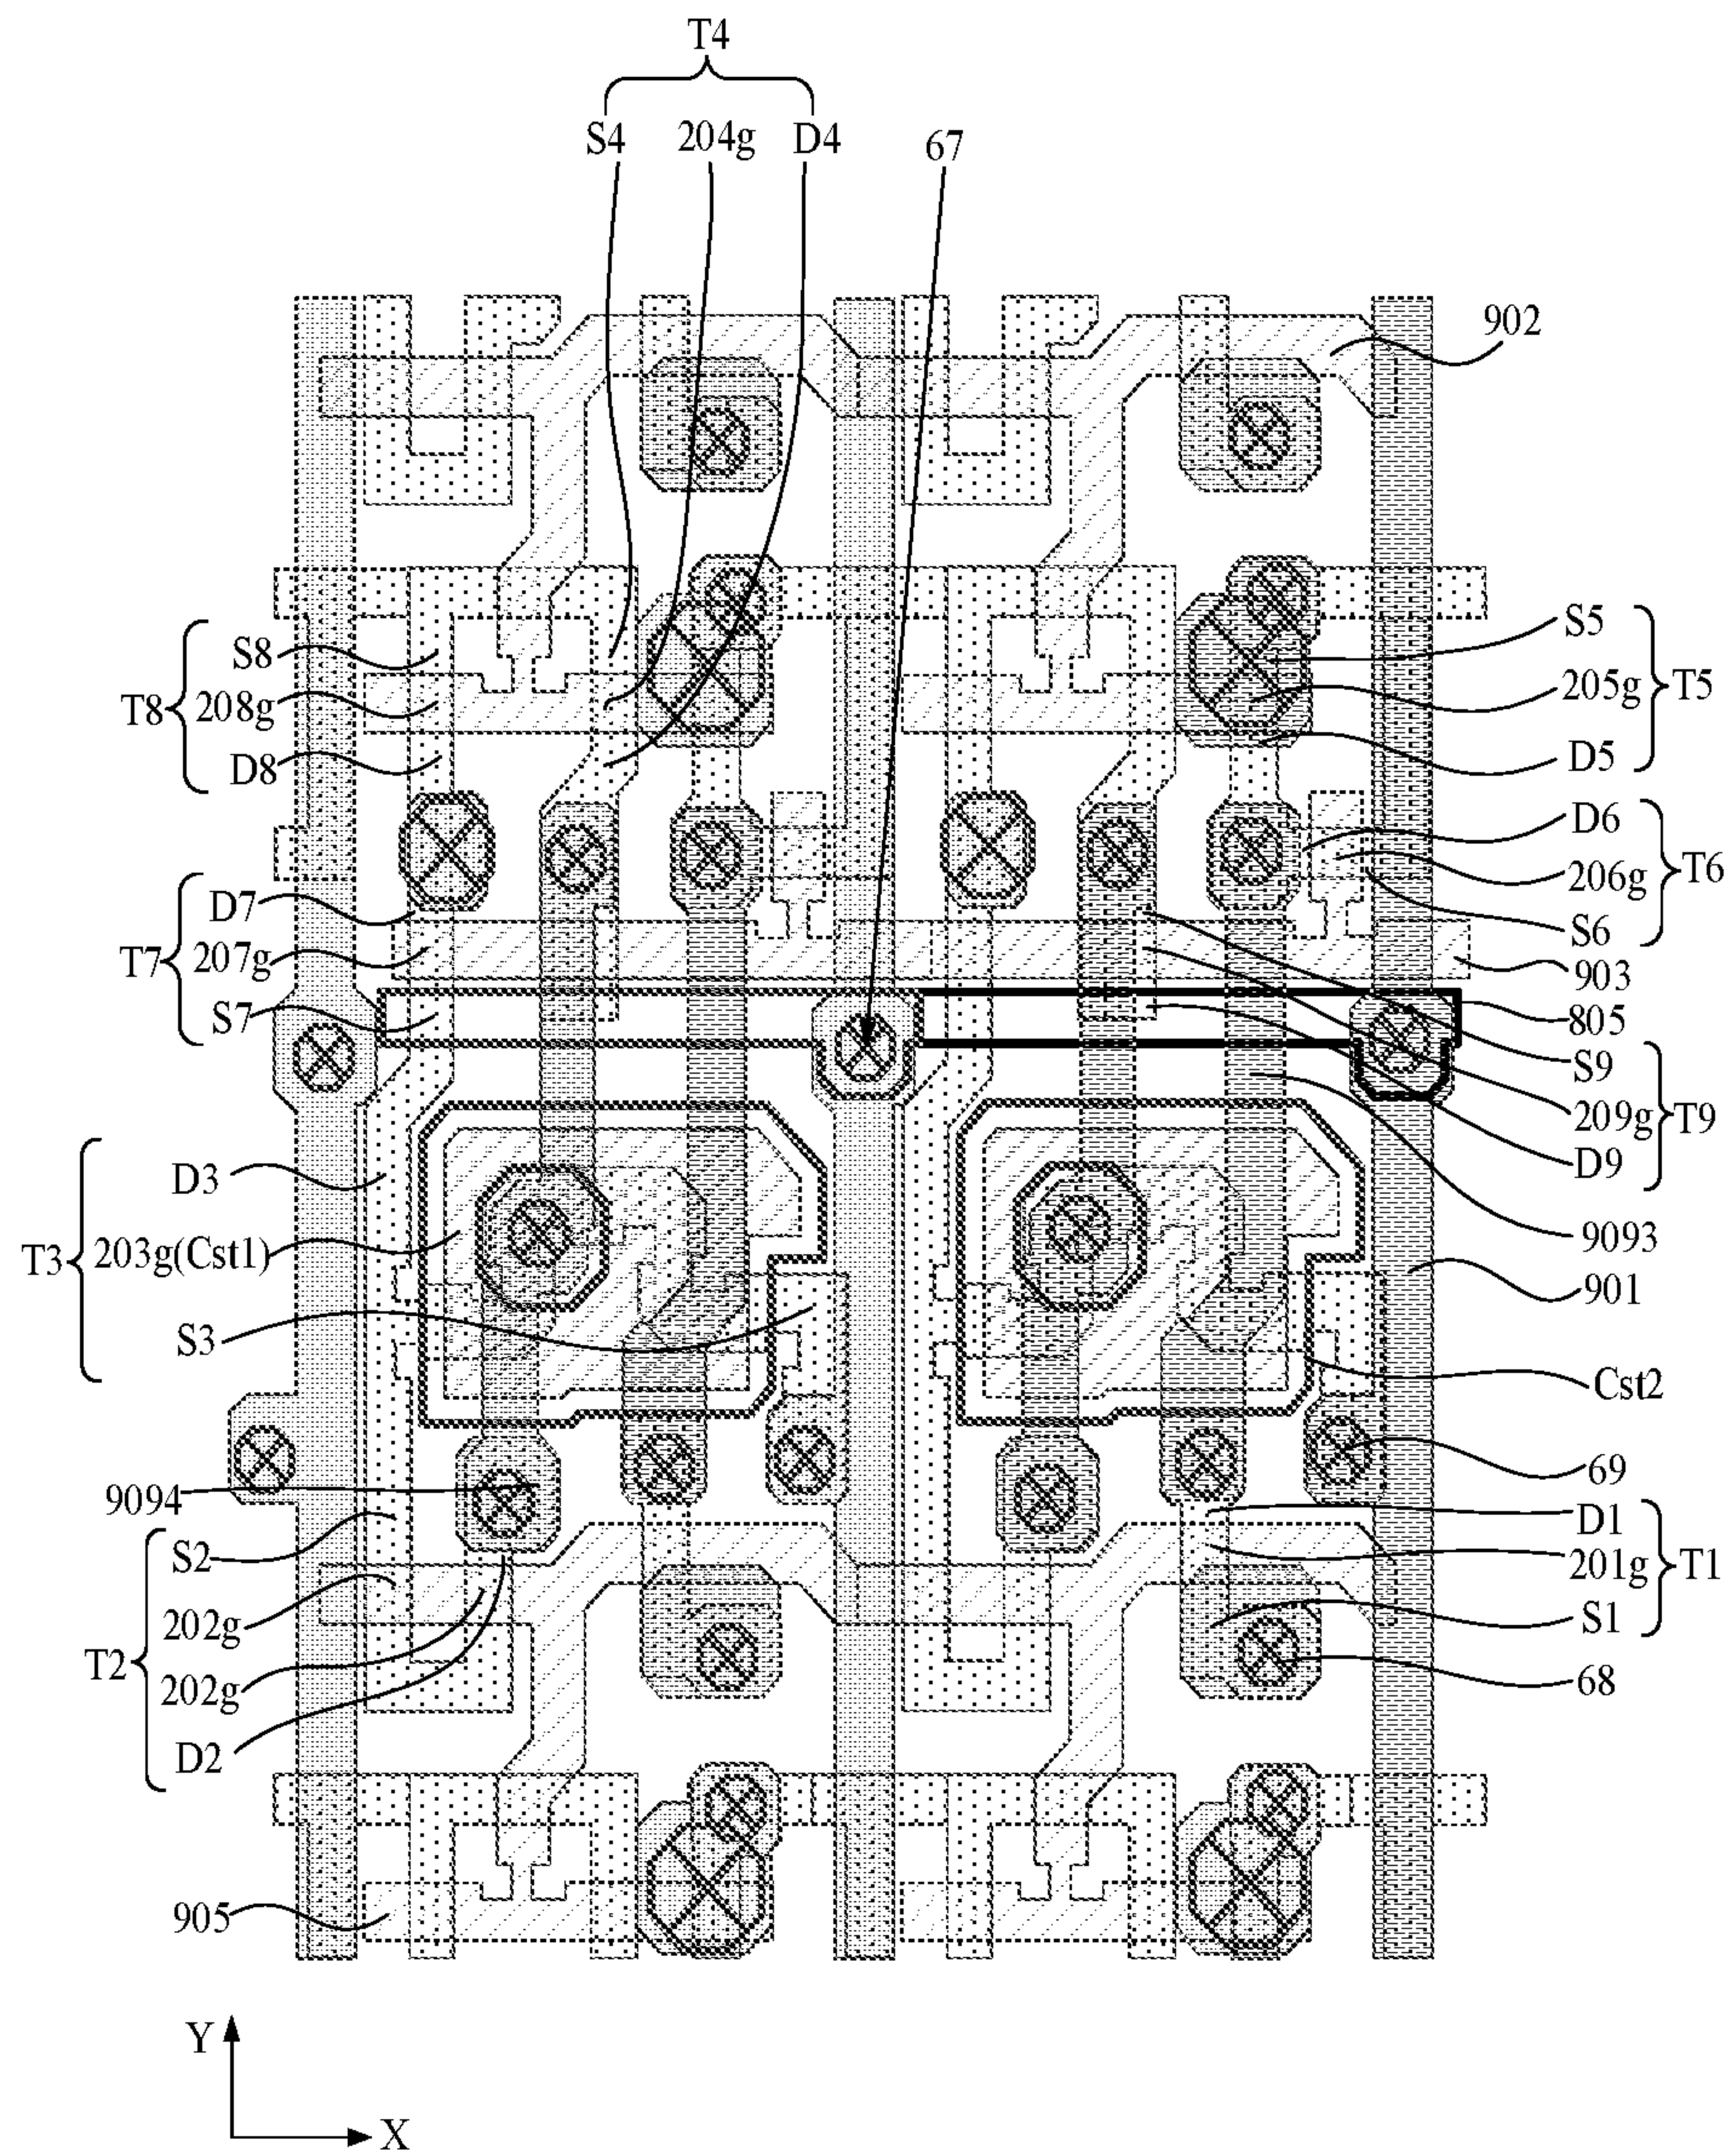 T4
S4 204g D4 67
902
S8
208g
T8
D8
S5
205g
T5
D5
D6
206g
T6
S6
903
D7
207g
T7
S7
805
S9
209g
T9
D9
9093
901
D3
T3
203g(Cst1)
S3
Cst2
69
9094
S2
202g
T2
202g
D2
D1
201g
T1
S1
68
905
Y
X